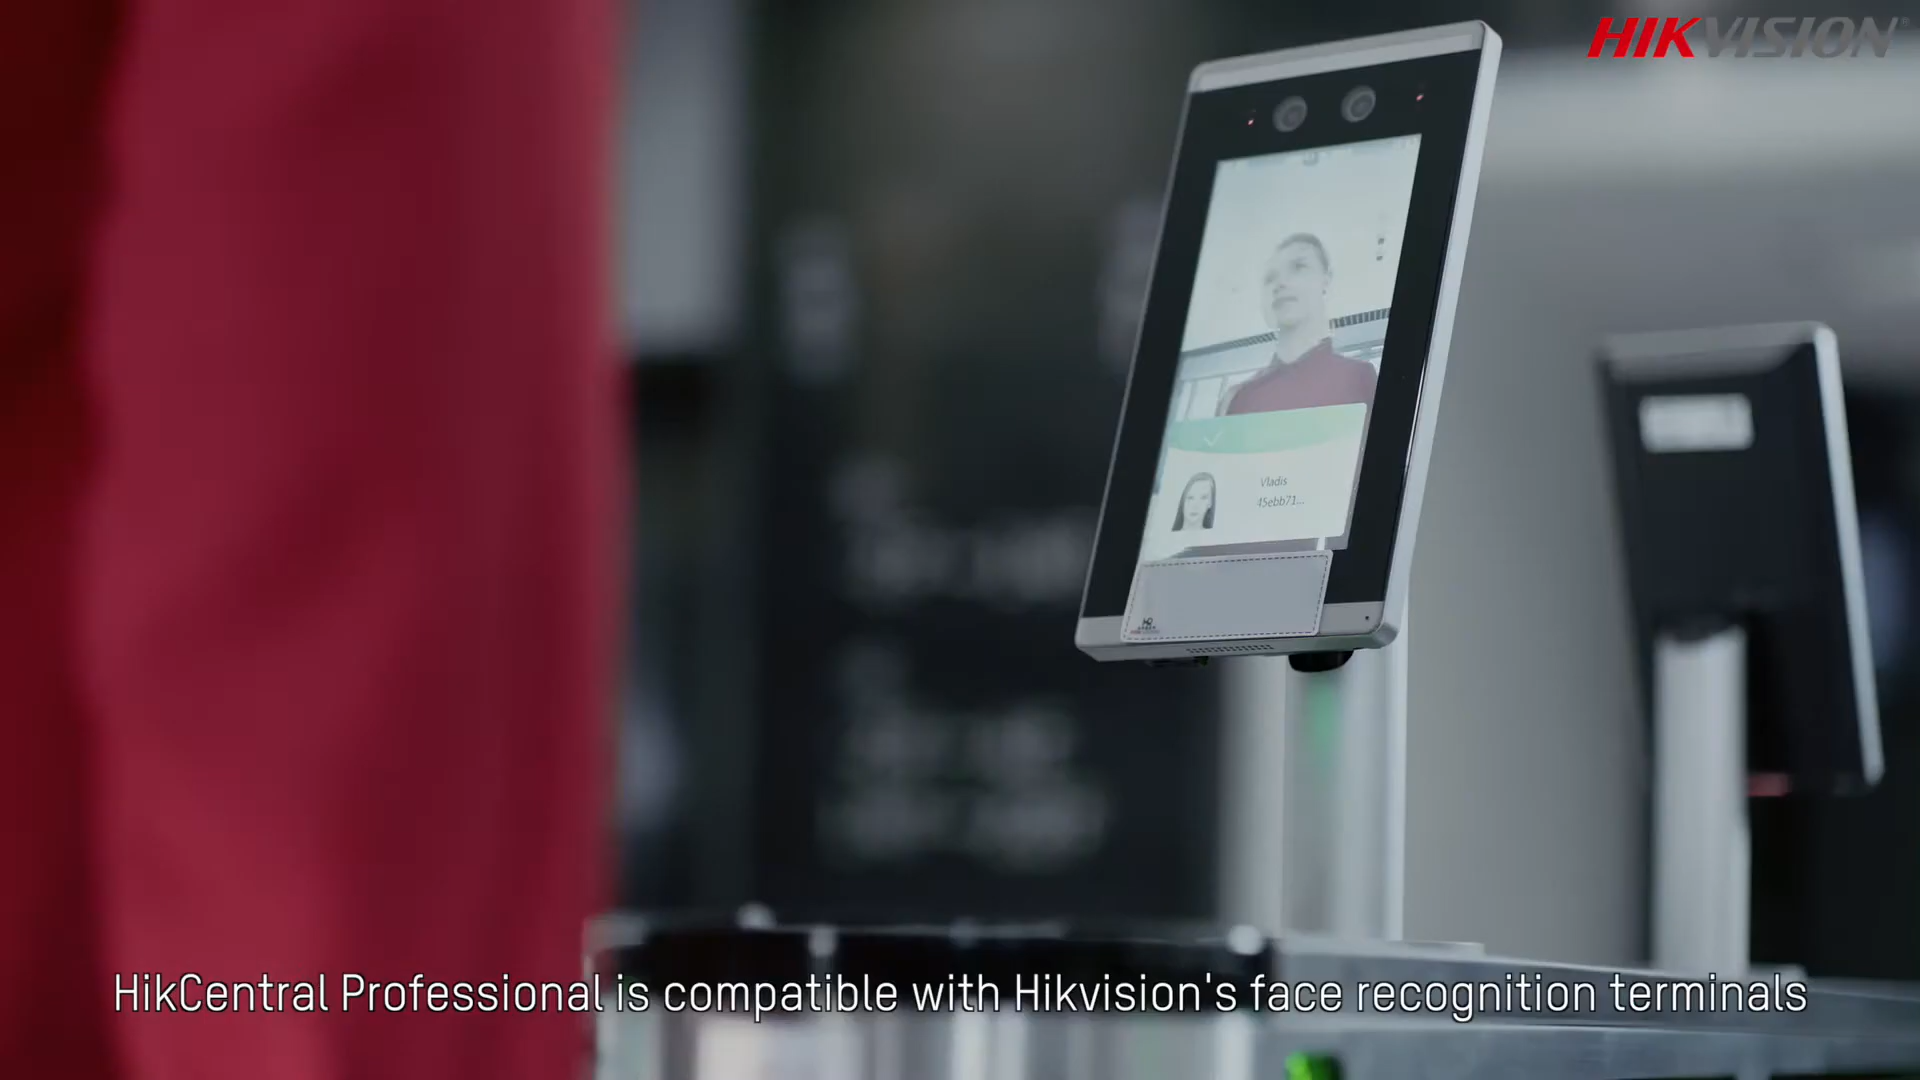 HIKVISION
Vladis
45ebb71...
HikCentral Professional is compatible with Hikvision's face recognition terminals